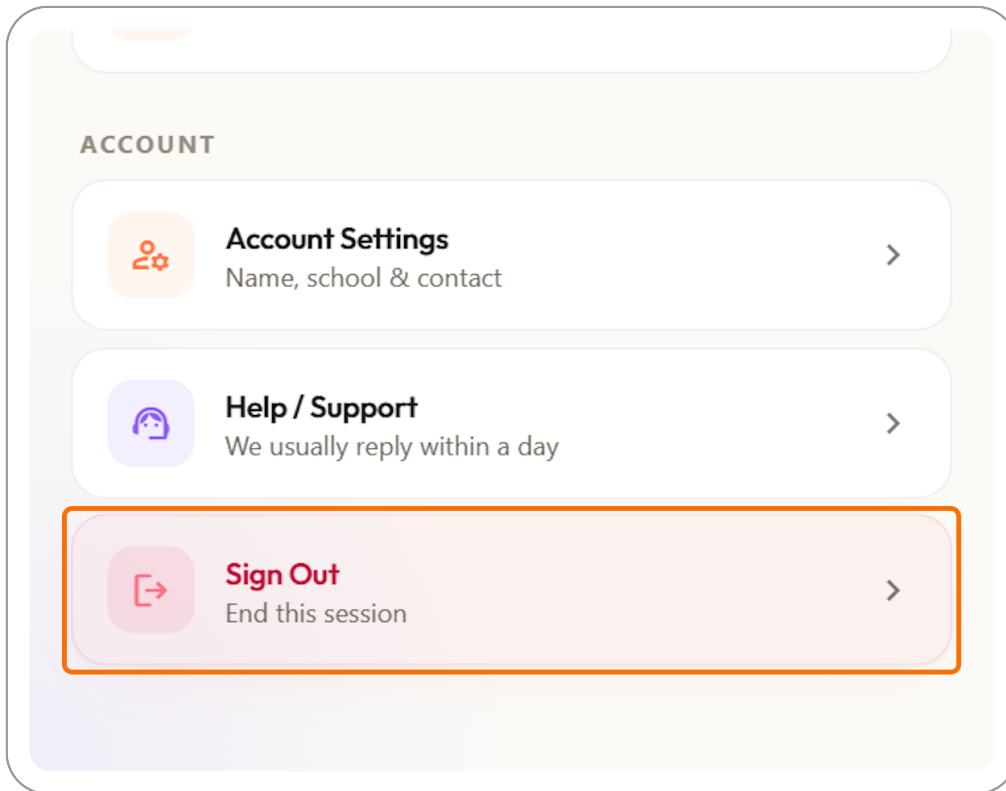 ACCOUNT
Account Settings
Name, school & contact
Help / Support
We usually reply within a day
Sign Out
End this session